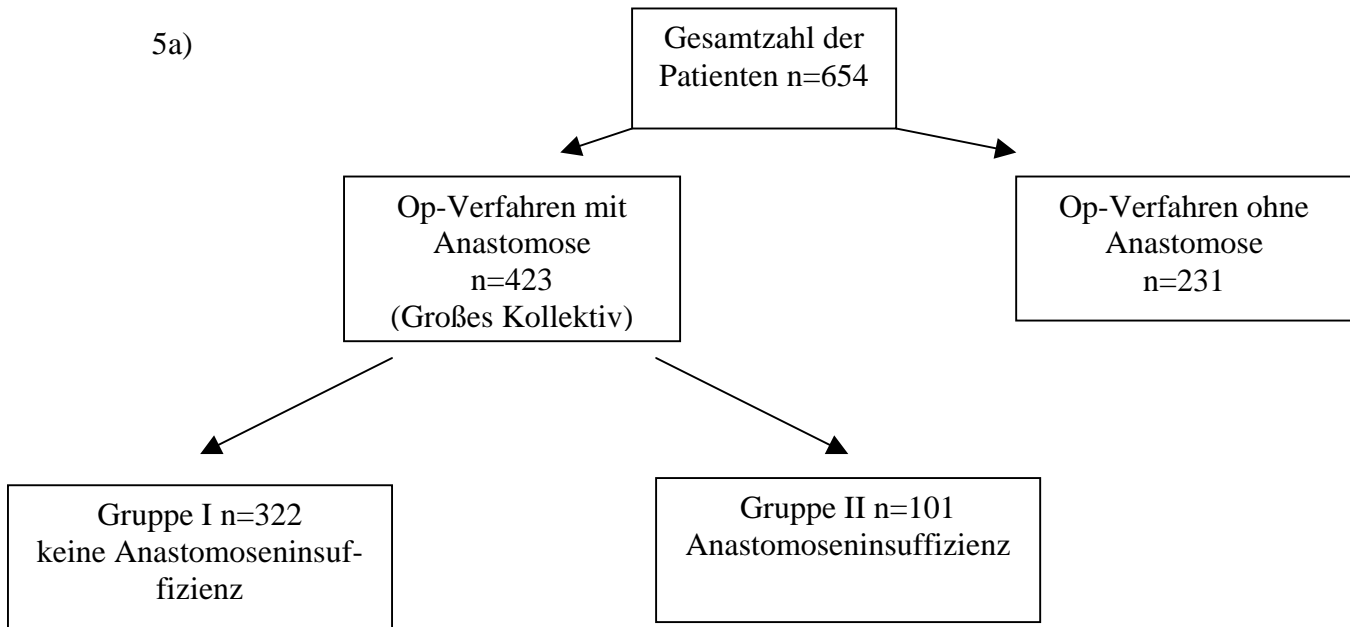 5a)
Gesamtzahl der
Patienten n=654
Op-Verfahren mit
Anastomose
n=423
(Großes Kollektiv)
Op-Verfahren ohne
Anastomose
n=231
Gruppe I n=322
keine Anastomoseninsuf-
fizienz
Gruppe II n=101
Anastomoseninsuffizienz